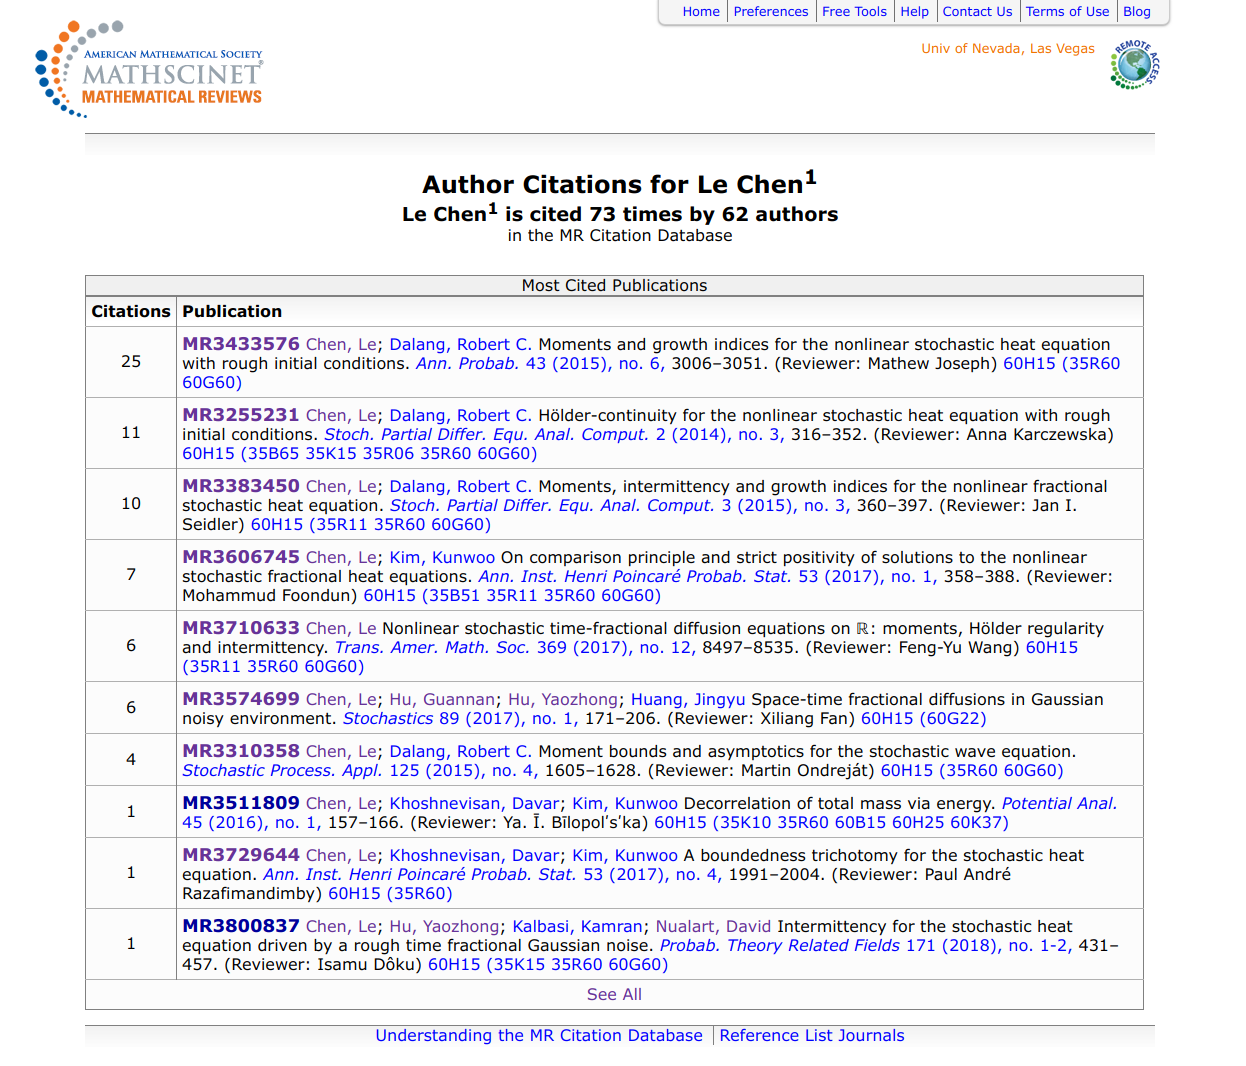 Home Preferences Free Tools Help Contact Us Terms of Use Blog
AMERICAN MATHEMATICAL SOCIETY
MATHSCINET®
MATHEMATICAL REVIEWS
Univ of Nevada, Las Vegas
REMOTE ACCESS
Author Citations for Le Chen¹
Le Chen¹ is cited 73 times by 62 authors
in the MR Citation Database
Most Cited Publications
Citations Publication
25
MR3433576 Chen, Le; Dalang, Robert C. Moments and growth indices for the nonlinear stochastic heat equation
with rough initial conditions. Ann. Probab. 43 (2015), no. 6, 3006–3051. (Reviewer: Mathew Joseph) 60H15 (35R60
60G60)
11
MR3255231 Chen, Le; Dalang, Robert C. Hölder-continuity for the nonlinear stochastic heat equation with rough
initial conditions. Stoch. Partial Differ. Equ. Anal. Comput. 2 (2014), no. 3, 316–352. (Reviewer: Anna Karczewska)
60H15 (35B65 35K15 35R06 35R60 60G60)
10
MR3383450 Chen, Le; Dalang, Robert C. Moments, intermittency and growth indices for the nonlinear fractional
stochastic heat equation. Stoch. Partial Differ. Equ. Anal. Comput. 3 (2015), no. 3, 360–397. (Reviewer: Jan I.
Seidler) 60H15 (35R11 35R60 60G60)
7
MR3606745 Chen, Le; Kim, Kunwoo On comparison principle and strict positivity of solutions to the nonlinear
stochastic fractional heat equations. Ann. Inst. Henri Poincaré Probab. Stat. 53 (2017), no. 1, 358–388. (Reviewer:
Mohammud Foondun) 60H15 (35B51 35R11 35R60 60G60)
6
MR3710633 Chen, Le Nonlinear stochastic time-fractional diffusion equations on ℝ: moments, Hölder regularity
and intermittency. Trans. Amer. Math. Soc. 369 (2017), no. 12, 8497–8535. (Reviewer: Feng-Yu Wang) 60H15
(35R11 35R60 60G60)
6
MR3574699 Chen, Le; Hu, Guannan; Hu, Yaozhong; Huang, Jingyu Space-time fractional diffusions in Gaussian
noisy environment. Stochastics 89 (2017), no. 1, 171–206. (Reviewer: Xiliang Fan) 60H15 (60G22)
4
MR3310358 Chen, Le; Dalang, Robert C. Moment bounds and asymptotics for the stochastic wave equation.
Stochastic Process. Appl. 125 (2015), no. 4, 1605–1628. (Reviewer: Martin Ondreját) 60H15 (35R60 60G60)
1
MR3511809 Chen, Le; Khoshnevisan, Davar; Kim, Kunwoo Decorrelation of total mass via energy. Potential Anal.
45 (2016), no. 1, 157–166. (Reviewer: Ya. Ī. Bīlopolʹsʹka) 60H15 (35K10 35R60 60B15 60H25 60K37)
1
MR3729644 Chen, Le; Khoshnevisan, Davar; Kim, Kunwoo A boundedness trichotomy for the stochastic heat
equation. Ann. Inst. Henri Poincaré Probab. Stat. 53 (2017), no. 4, 1991–2004. (Reviewer: Paul André
Razafimandimby) 60H15 (35R60)
1
MR3800837 Chen, Le; Hu, Yaozhong; Kalbasi, Kamran; Nualart, David Intermittency for the stochastic heat
equation driven by a rough time fractional Gaussian noise. Probab. Theory Related Fields 171 (2018), no. 1-2, 431–
457. (Reviewer: Isamu Dôku) 60H15 (35K15 35R60 60G60)
See All
Understanding the MR Citation Database Reference List Journals